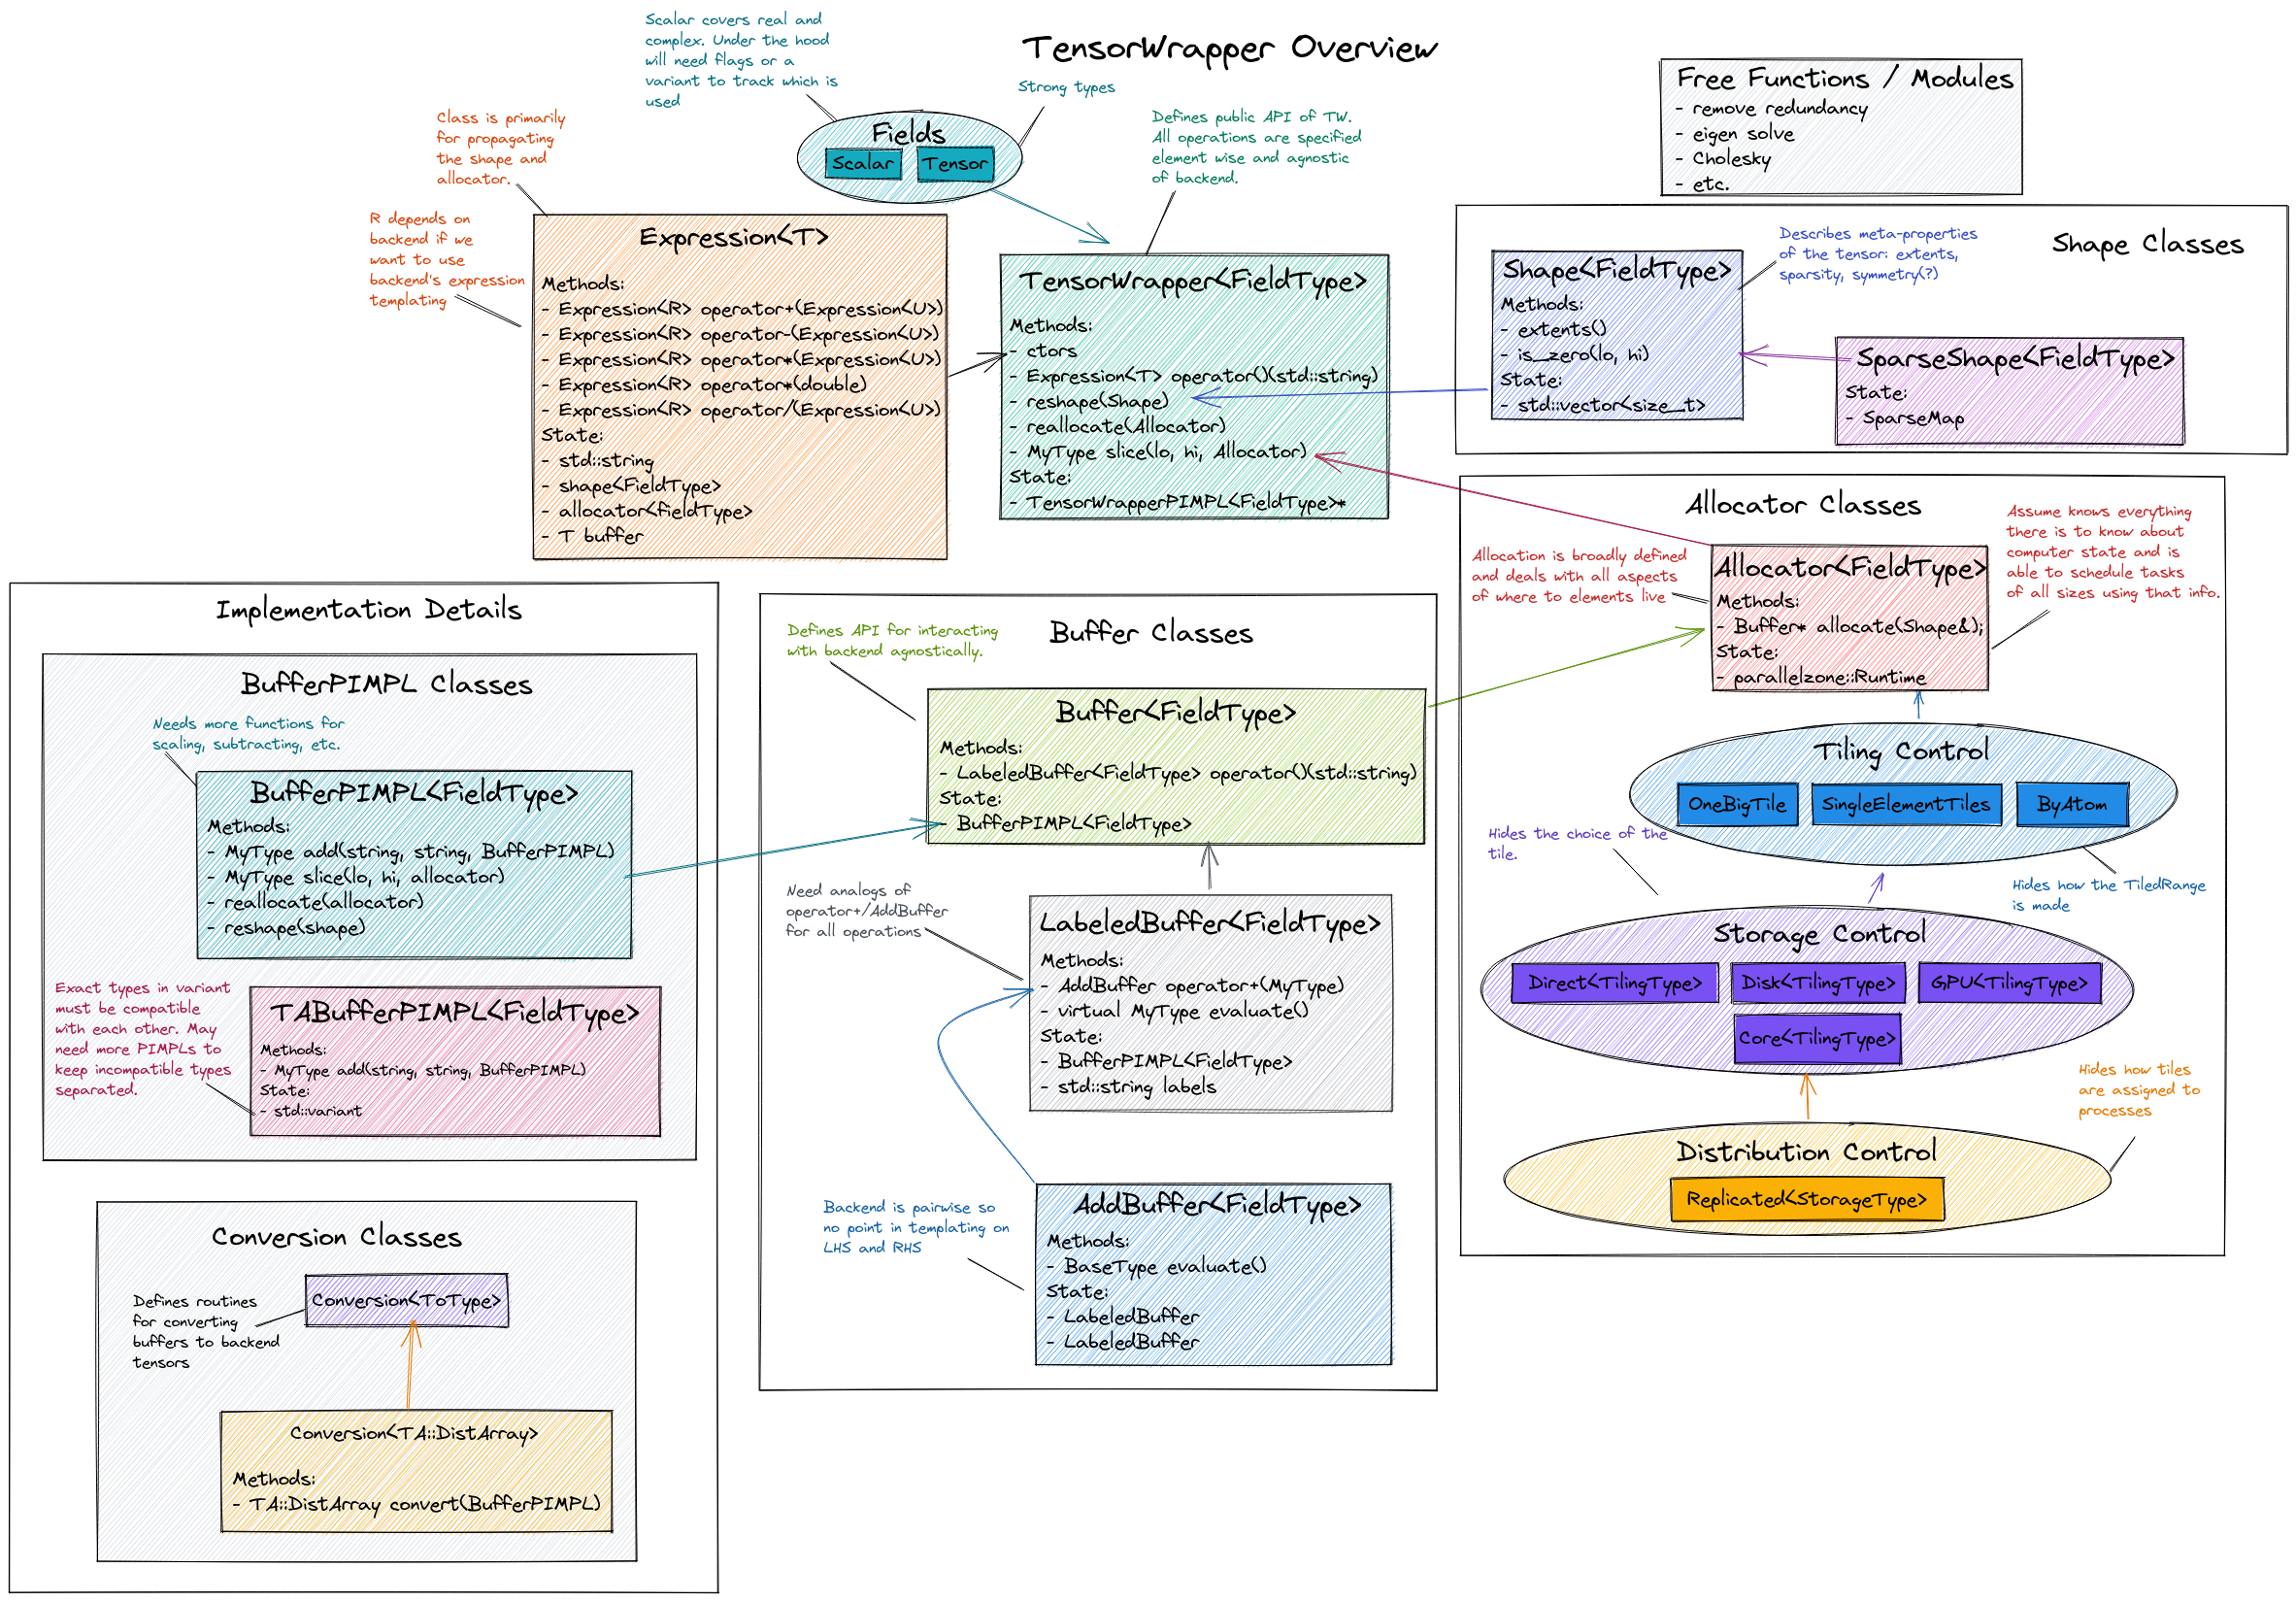 TensorWrapper Overview
Scalar covers real and
complex. Under the hood
will need flags or a
variant to track which is
used
Strong types
Fields
Scalar
Tensor
Class is primarily
for propagating
the shape and
allocator.
R depends on
backend if we
want to use
backend's expression
templating
Defines public API of TW.
All operations are specified
element wise and agnostic
of backend.
Free Functions / Modules
- remove redundancy
- eigen solve
- Cholesky
- etc.
Expression<T>
Methods:
- Expression<R> operator+(Expression<U>)
- Expression<R> operator-(Expression<U>)
- Expression<R> operator*(Expression<U>)
- Expression<R> operator*(double)
- Expression<R> operator/(Expression<U>)
State:
- std::string
- shape<FieldType>
- allocator<fieldType>
- T buffer
TensorWrapper<FieldType>
Methods:
- ctors
- Expression<T> operator()(std::string)
- reshape(Shape)
- reallocate(Allocator)
- MyType slice(lo, hi, Allocator)
State:
- TensorWrapperPIMPL<FieldType>*
Shape Classes
Describes meta-properties
of the tensor: extents,
sparsity, symmetry(?)
Shape<FieldType>
Methods:
- extents()
- is_zero(lo, hi)
State:
- std::vector<size_t>
SparseShape<FieldType>
State:
- SparseMap
Allocator Classes
Allocation is broadly defined
and deals with all aspects
of where to elements live
Assume knows everything
there is to know about
computer state and is
able to schedule tasks
of all sizes using that info.
Allocator<FieldType>
Methods:
- Buffer* allocate(Shape&);
State:
- parallelzone::Runtime
Tiling Control
OneBigTile
SingleElementTiles
ByAtom
Hides the choice of the
tile.
Hides how the TiledRange
is made
Storage Control
Direct<TilingType>
Disk<TilingType>
GPU<TilingType>
Core<TilingType>
Hides how tiles
are assigned to
processes
Distribution Control
Replicated<StorageType>
Implementation Details
BufferPIMPL Classes
Needs more functions for
scaling, subtracting, etc.
BufferPIMPL<FieldType>
Methods:
- MyType add(string, string, BufferPIMPL)
- MyType slice(lo, hi, allocator)
- reallocate(allocator)
- reshape(shape)
Exact types in variant
must be compatible
with each other. May
need more PIMPLs to
keep incompatible types
separated.
TABufferPIMPL<FieldType>
Methods:
- MyType add(string, string, BufferPIMPL)
State:
- std::variant
Conversion Classes
Defines routines
for converting
buffers to backend
tensors
Conversion<ToType>
Conversion<TA::DistArray>
Methods:
- TA::DistArray convert(BufferPIMPL)
Buffer Classes
Defines API for interacting
with backend agnostically.
Buffer<FieldType>
Methods:
- LabeledBuffer<FieldType> operator()(std::string)
State:
- BufferPIMPL<FieldType>
Need analogs of
operator+/AddBuffer
for all operations
LabeledBuffer<FieldType>
Methods:
- AddBuffer operator+(MyType)
- virtual MyType evaluate()
State:
- BufferPIMPL<FieldType>
- std::string labels
Backend is pairwise so
no point in templating on
LHS and RHS
AddBuffer<FieldType>
Methods:
- BaseType evaluate()
State:
- LabeledBuffer
- LabeledBuffer